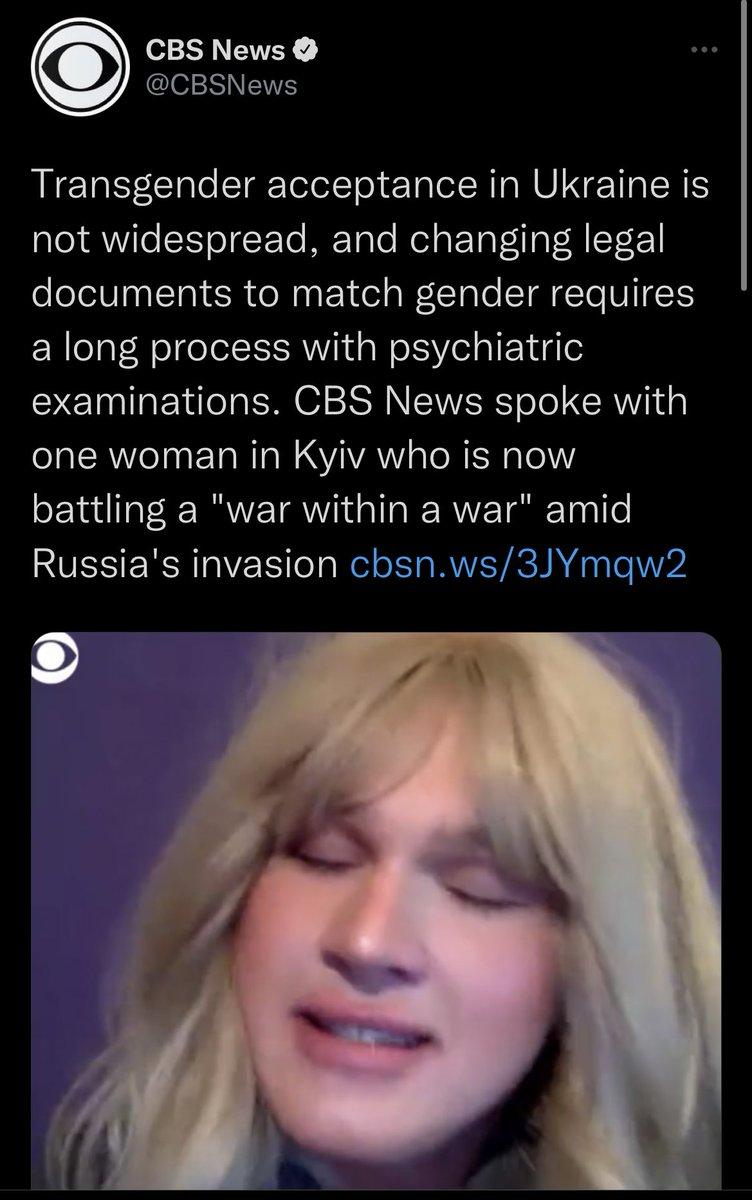 CBS News
@CBSNews
Transgender acceptance in Ukraine is
not widespread, and changing legal
documents to match gender requires
a long process with psychiatric
examinations. CBS News spoke with
one woman in Kyiv who is now
battling a "war within a war" amid
Russia's invasion cbsn.ws/3JYmqw2